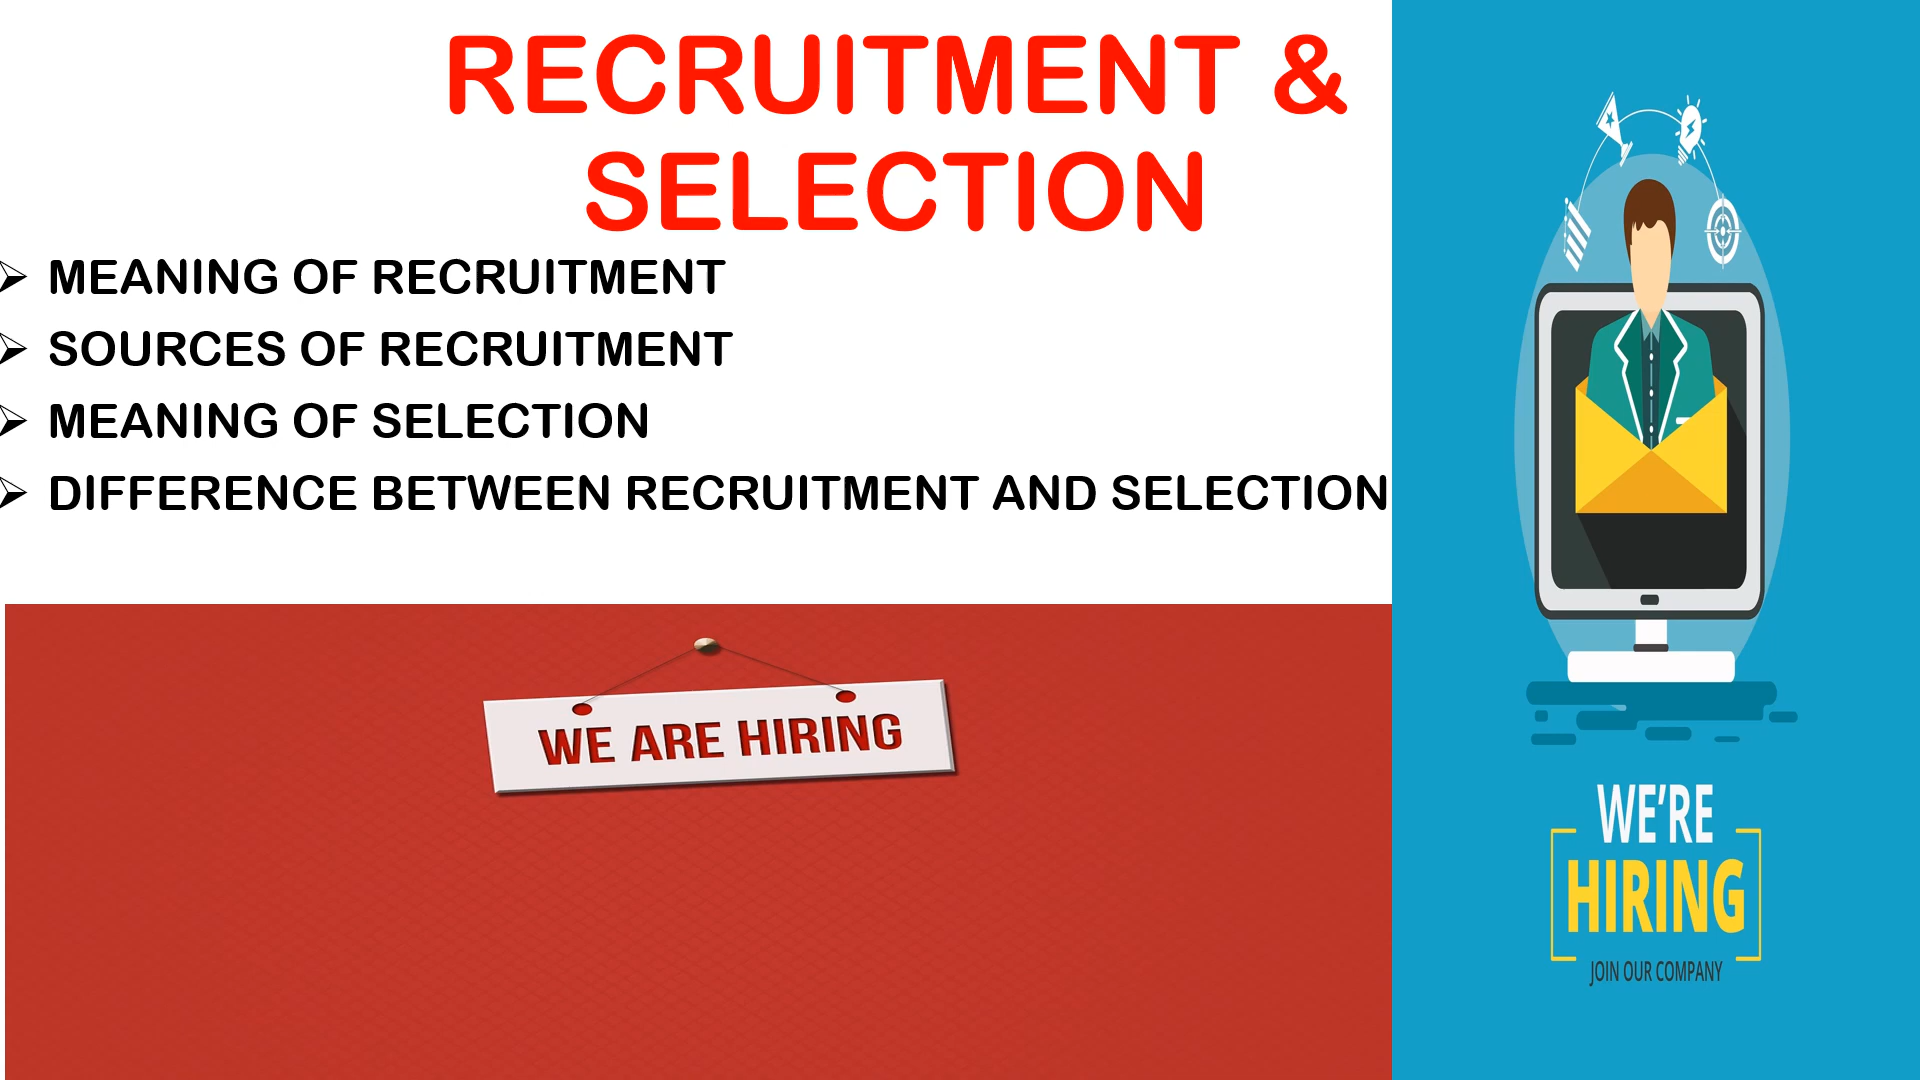 RECRUITMENT &
SELECTION
➢ MEANING OF RECRUITMENT
➢ SOURCES OF RECRUITMENT
➢ MEANING OF SELECTION
➢ DIFFERENCE BETWEEN RECRUITMENT AND SELECTION
WE ARE HIRING
WE'RE
HIRING
JOIN OUR COMPANY